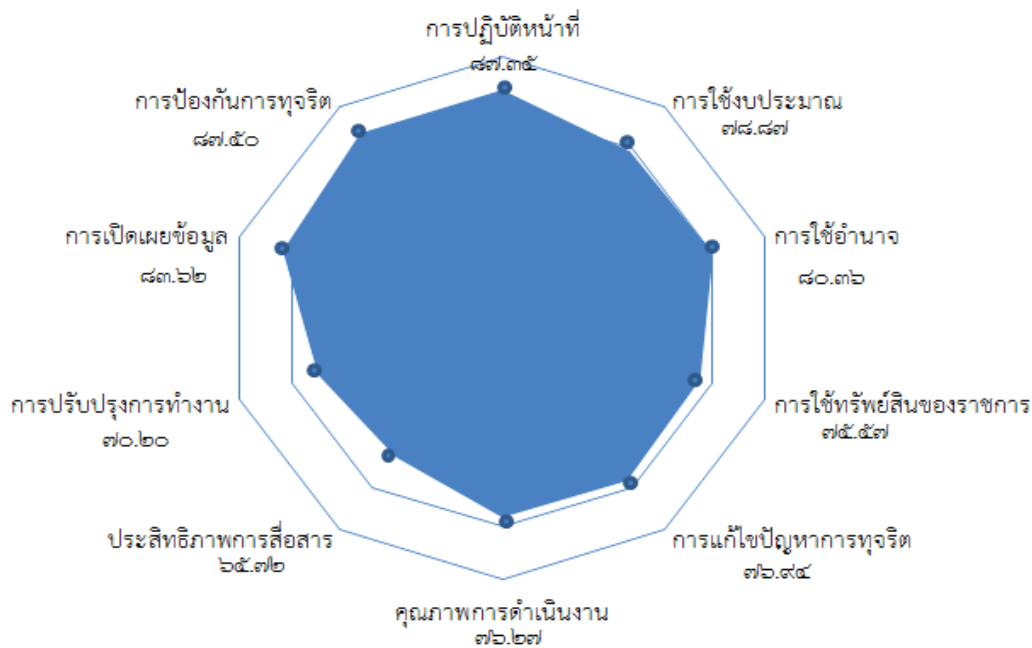 การปฏิบัติหน้าที่
๘๗.๓๕
การใช้งบประมาณ
๗๘.๘๗
การใช้อำนาจ
๘๐.๓๖
การใช้ทรัพย์สินของราชการ
๗๕.๕๗
การแก้ไขปัญหาการทุจริต
๗๖.๙๔
คุณภาพการดำเนินงาน
๗๖.๒๗
ประสิทธิภาพการสื่อสาร
๖๕.๗๒
การปรับปรุงการทำงาน
๗๐.๒๐
การเปิดเผยข้อมูล
๘๓.๖๒
การป้องกันการทุจริต
๘๗.๕๐